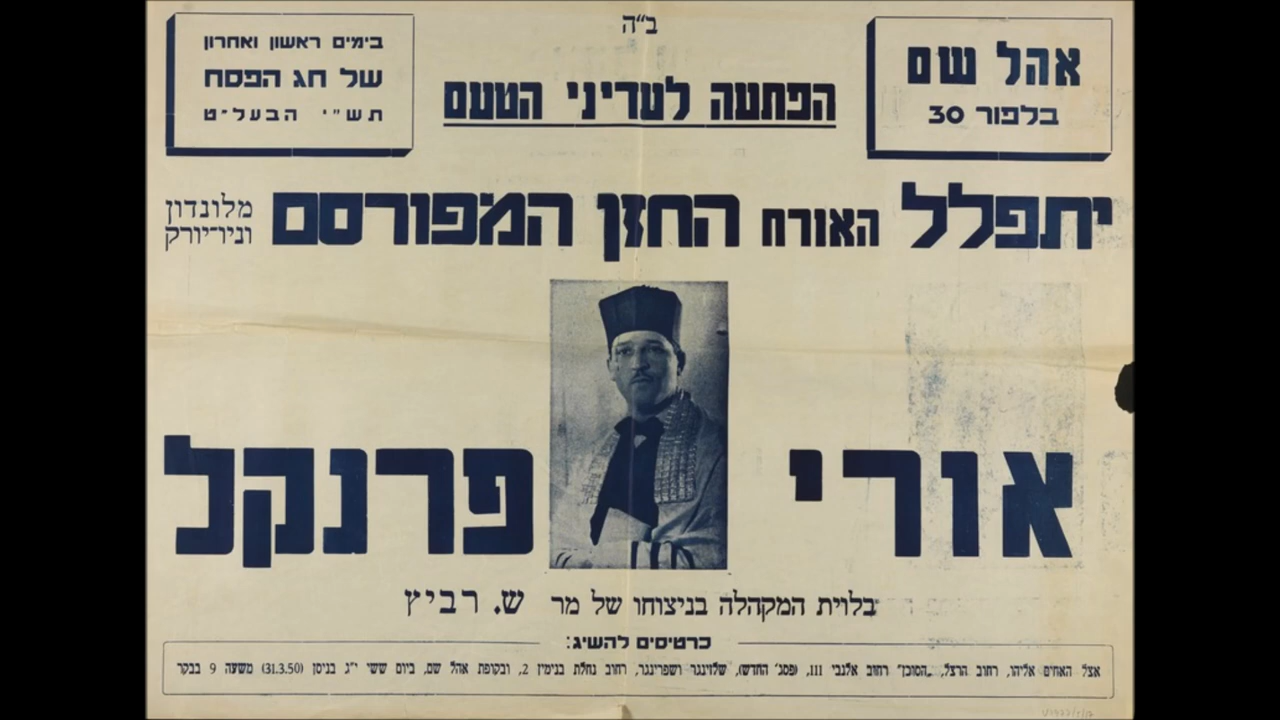 ב"ה
אהל שם
בלפור 30
הפתעה לעדיני הטעם
בימים ראשון ואחרון
של חג הפסח
תש"י הבעל"ט
יתפלל האורח החזן המפורסם מלונדון
וניו־יורק
אורי פרנקל
בלוית המקהלה בניצוחו של מר ש. רביץ
כרטיסים להשיג:
אצל האחים אליהו, רחוב הרצל, „הסוכן" רחוב אלנבי 111, (פסג' החדש), שלזינגר ושפרינגר, רחוב נחלת בנימין 2, ובקופת אהל שם, ביום ששי י"ג בניסן (31.3.50) משעה 9 בבקר